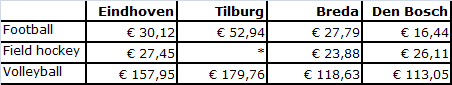 Eindhoven Tilburg Breda Den Bosch
Football € 30,12 € 52,94 € 27,79 € 16,44
Field hockey € 27,45 * € 23,88 € 26,11
Volleyball € 157,95 € 179,76 € 118,63 € 113,05